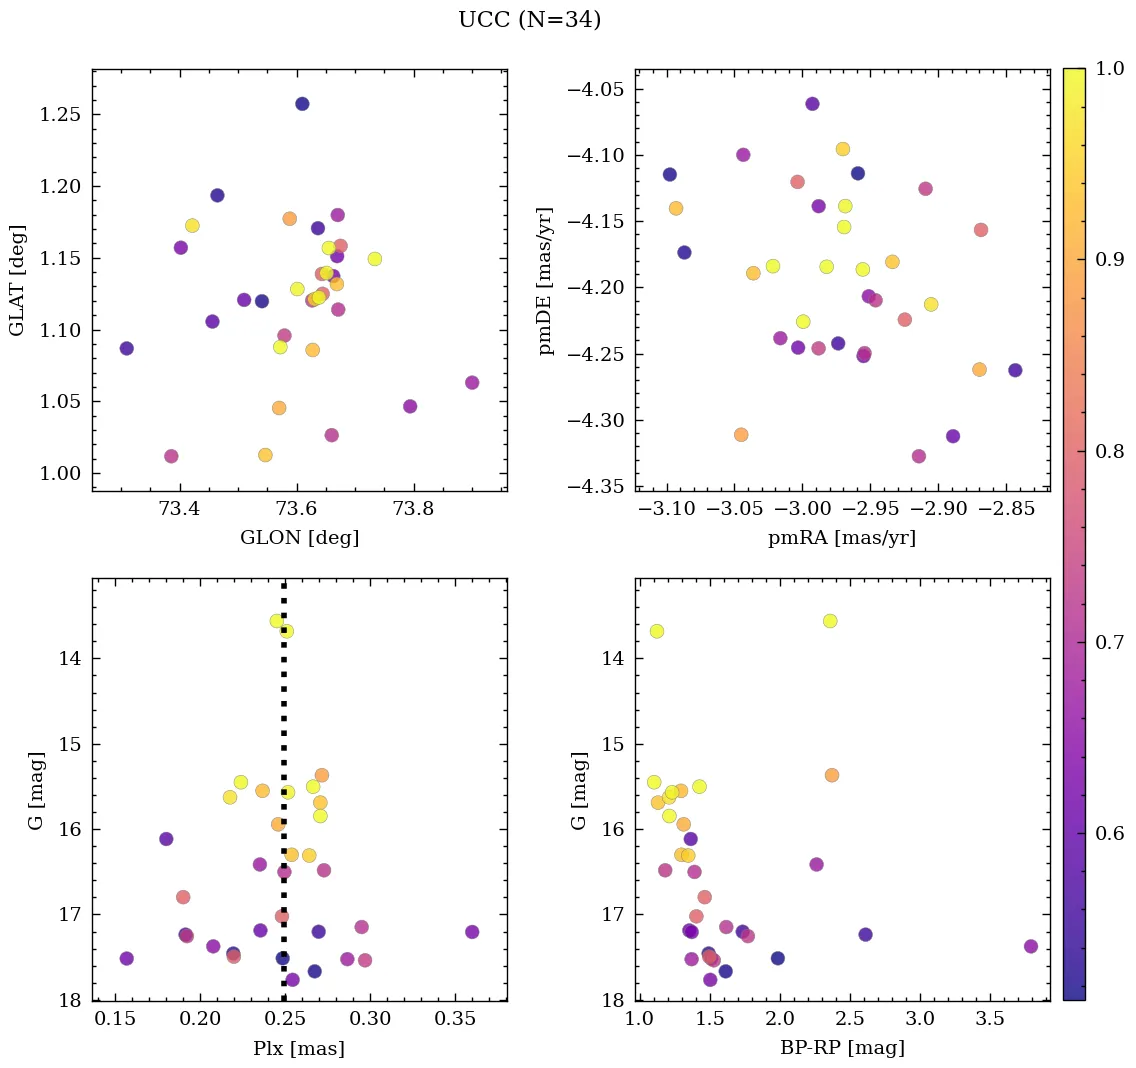 UCC (N=34)
1.25
1.20
1.15
1.10
1.05
1.00
GLAT [deg]
73.4 73.6 73.8
GLON [deg]
−4.05
−4.10
−4.15
−4.20
−4.25
−4.30
−4.35
pmDE [mas/yr]
−3.10 −3.05 −3.00 −2.95 −2.90 −2.85
pmRA [mas/yr]
1.0
0.9
0.8
0.7
0.6
14
15
16
17
18
G [mag]
0.15 0.20 0.25 0.30 0.35
Plx [mas]
14
15
16
17
18
G [mag]
1.0 1.5 2.0 2.5 3.0 3.5
BP-RP [mag]